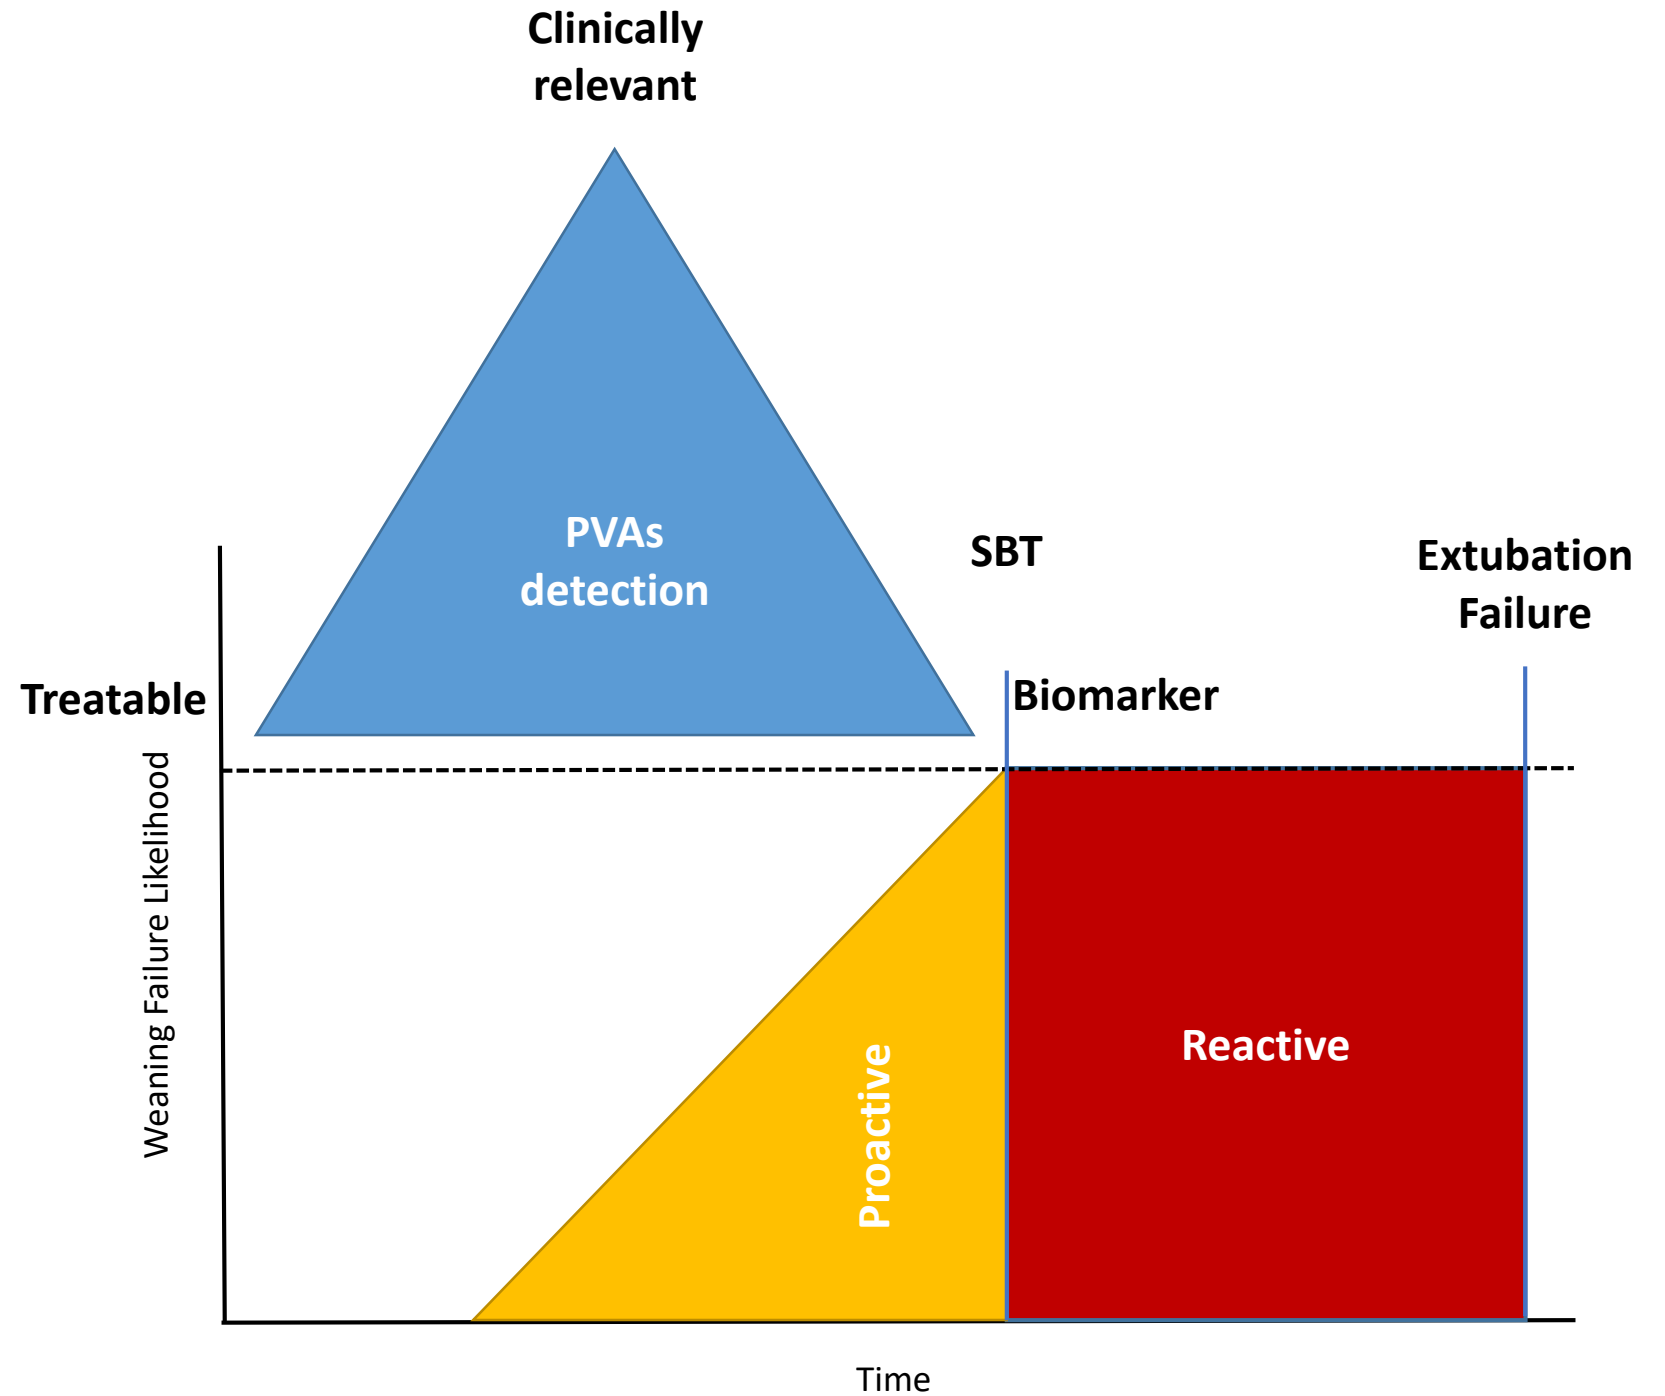 Clinically
relevant
PVAs
detection
SBT
Extubation
Failure
Treatable
Biomarker
Weaning Failure Likelihood
Proactive
Reactive
Time